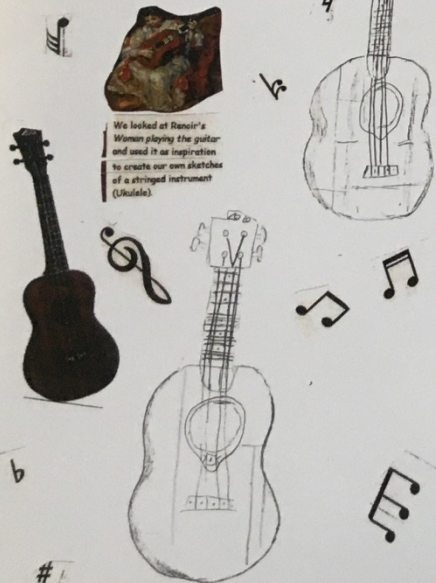 We looked at Renoir's
Woman playing the guitar
and used it as inspiration
to create our own sketches
of a stringed instrument
(Ukulele).